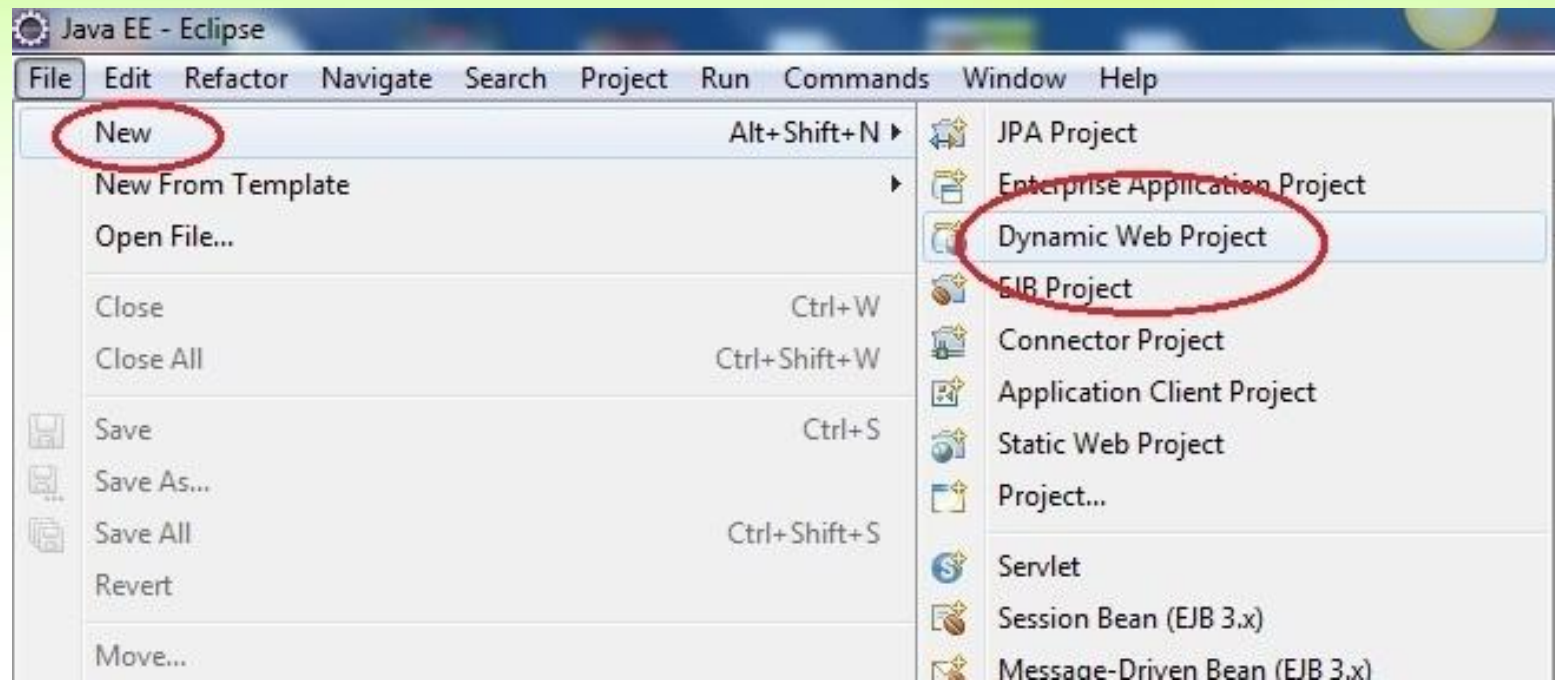 Java EE - Eclipse
File Edit Refactor Navigate Search Project Run Commands Window Help
New Alt+Shift+N
New From Template
Open File...
Close Ctrl+W
Close All Ctrl+Shift+W
Save Ctrl+S
Save As...
Save All Ctrl+Shift+S
Revert
Move...
JPA Project
Enterprise Application Project
Dynamic Web Project
EJB Project
Connector Project
Application Client Project
Static Web Project
Project...
Servlet
Session Bean (EJB 3.x)
Message-Driven Bean (EJB 3.x)